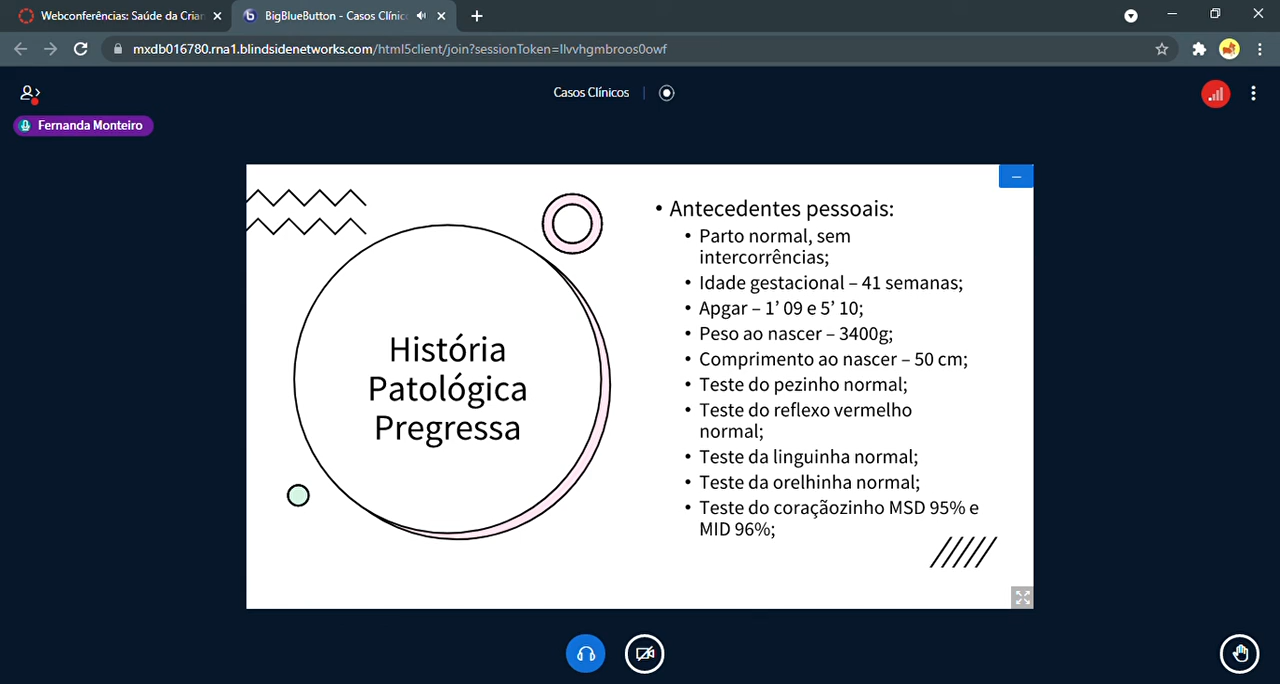 Webconferências: Saúde da Crian
BigBlueButton - Casos Clínic
mxdb016780.rna1.blindsidenetworks.com/html5client/join?sessionToken=llvvhgmbroos0owf
Casos Clínicos
Fernanda Monteiro
História
Patológica
Pregressa
• Antecedentes pessoais:
• Parto normal, sem
intercorrências;
• Idade gestacional – 41 semanas;
• Apgar – 1’ 09 e 5’ 10;
• Peso ao nascer – 3400g;
• Comprimento ao nascer – 50 cm;
• Teste do pezinho normal;
• Teste do reflexo vermelho
normal;
• Teste da linguinha normal;
• Teste da orelhinha normal;
• Teste do coraçãozinho MSD 95% e
MID 96%;